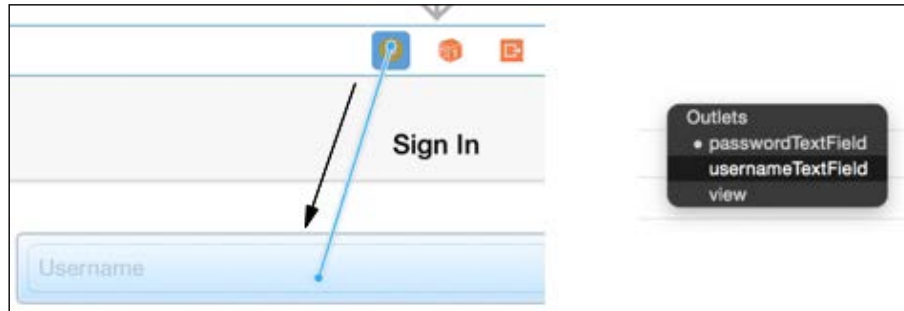 Sign In
Username
Outlets
passwordTextField
usernameTextField
view